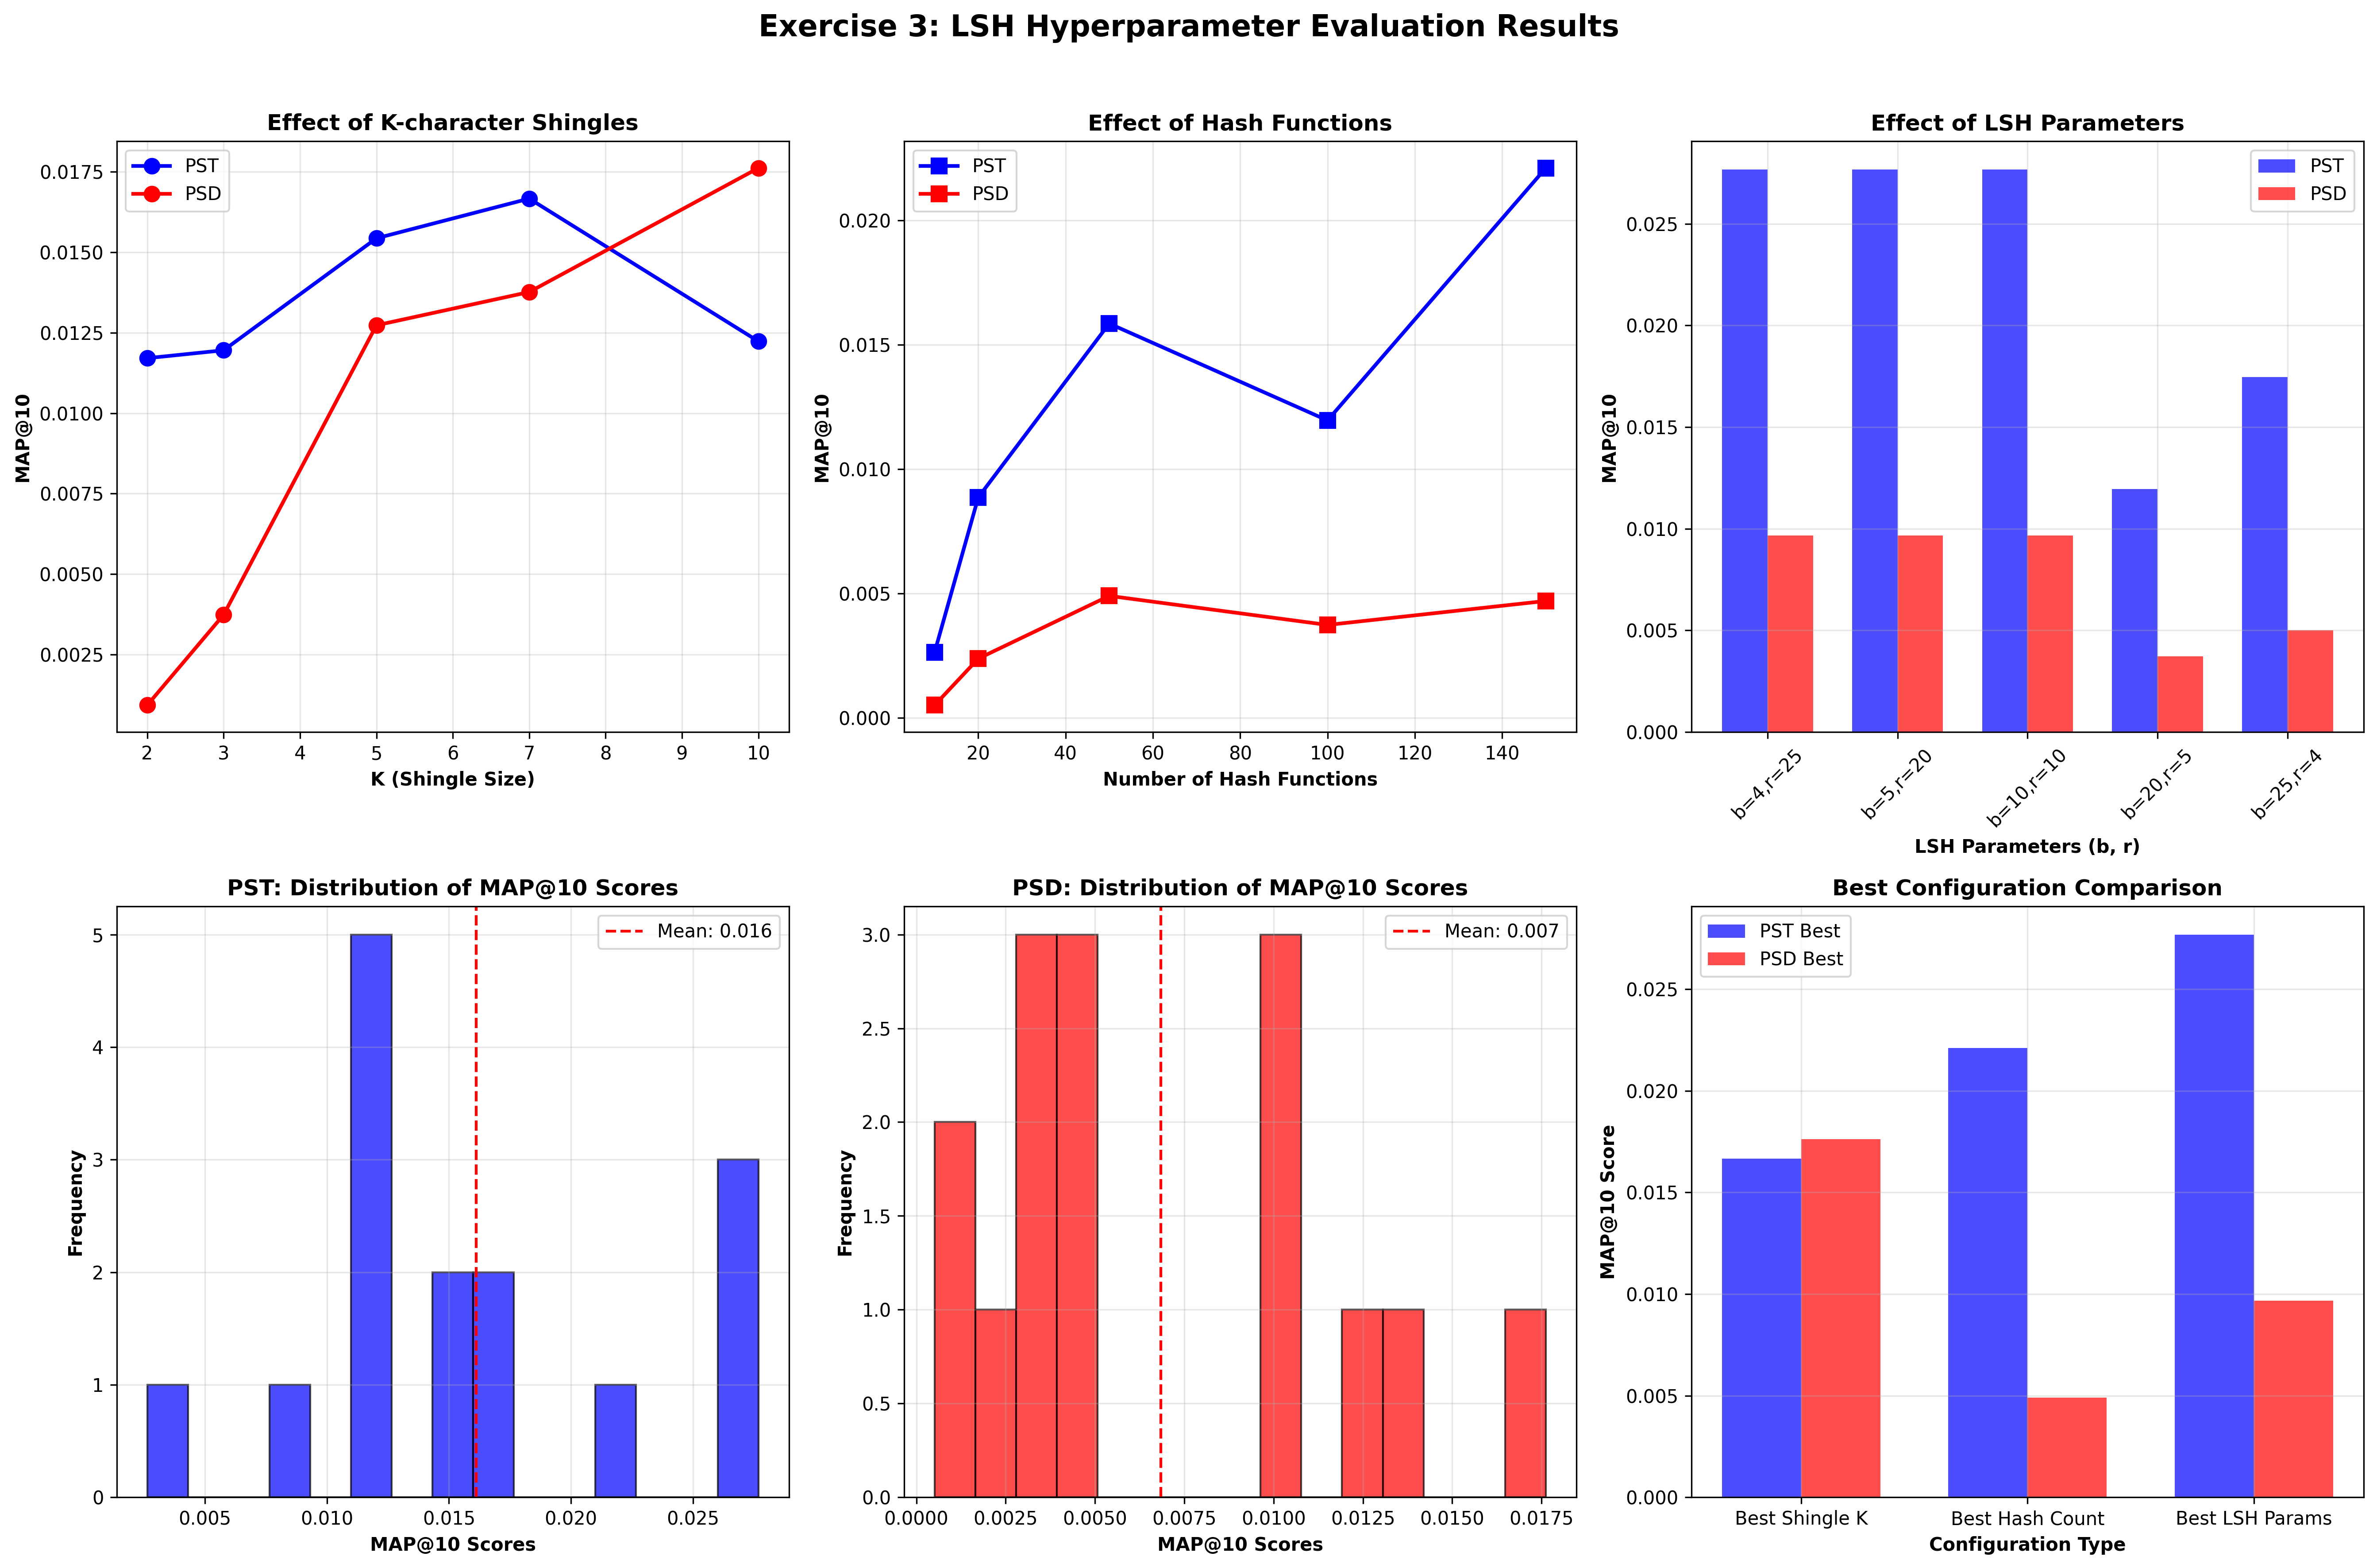 Exercise 3: LSH Hyperparameter Evaluation Results
Effect of K-character Shingles
PST
PSD
MAP@10
0.0175
0.0150
0.0125
0.0100
0.0075
0.0050
0.0025
2 3 4 5 6 7 8 9 10
K (Shingle Size)
Effect of Hash Functions
PST
PSD
MAP@10
0.020
0.015
0.010
0.005
0.000
20 40 60 80 100 120 140
Number of Hash Functions
Effect of LSH Parameters
PST
PSD
MAP@10
0.025
0.020
0.015
0.010
0.005
0.000
b=4,r=25 b=5,r=20 b=10,r=10 b=20,r=5 b=25,r=4
LSH Parameters (b, r)
PST: Distribution of MAP@10 Scores
Mean: 0.016
Frequency
5
4
3
2
1
0
0.005 0.010 0.015 0.020 0.025
MAP@10 Scores
PSD: Distribution of MAP@10 Scores
Mean: 0.007
Frequency
3.0
2.5
2.0
1.5
1.0
0.5
0.0
0.0000 0.0025 0.0050 0.0075 0.0100 0.0125 0.0150 0.0175
MAP@10 Scores
Best Configuration Comparison
PST Best
PSD Best
MAP@10 Score
0.025
0.020
0.015
0.010
0.005
0.000
Best Shingle K Best Hash Count Best LSH Params
Configuration Type